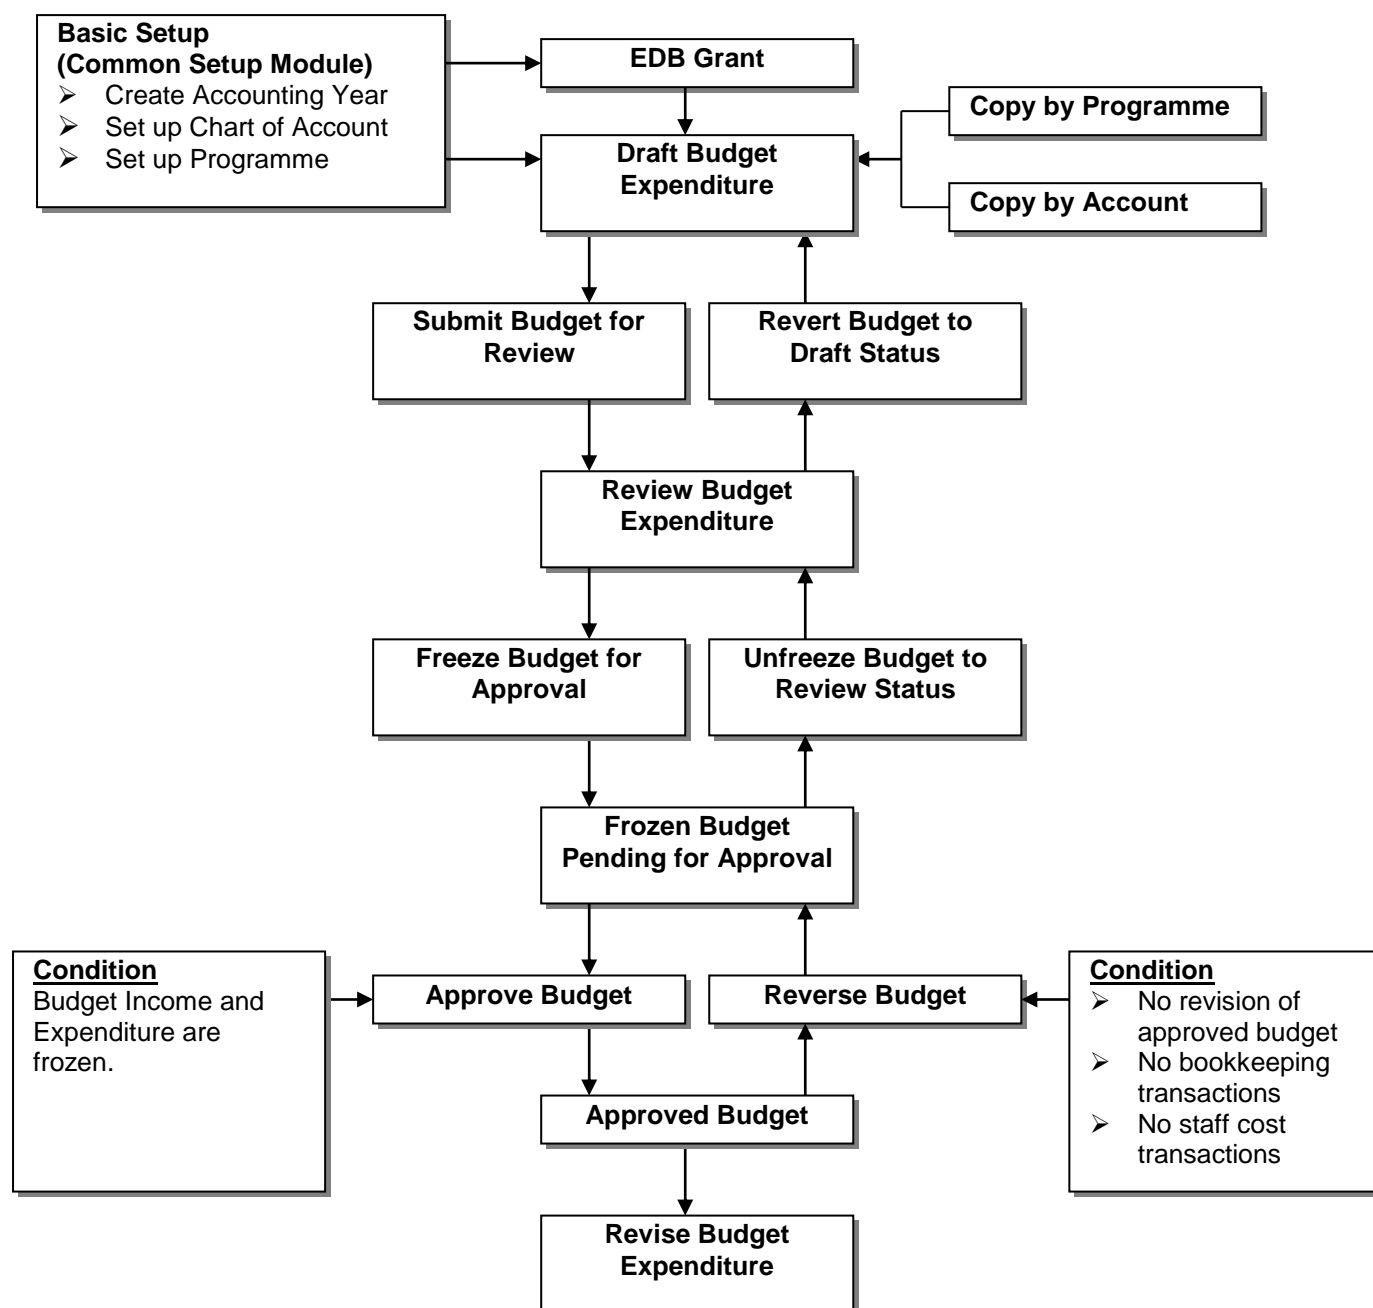 Basic Setup
(Common Setup Module)
➢ Create Accounting Year
➢ Set up Chart of Account
➢ Set up Programme
EDB Grant
Draft Budget
Expenditure
Copy by Programme
Copy by Account
Submit Budget for
Review
Revert Budget to
Draft Status
Review Budget
Expenditure
Freeze Budget for
Approval
Unfreeze Budget to
Review Status
Frozen Budget
Pending for Approval
Condition
Budget Income and
Expenditure are
frozen.
Approve Budget
Reverse Budget
Condition
➢ No revision of
approved budget
➢ No bookkeeping
transactions
➢ No staff cost
transactions
Approved Budget
Revise Budget
Expenditure